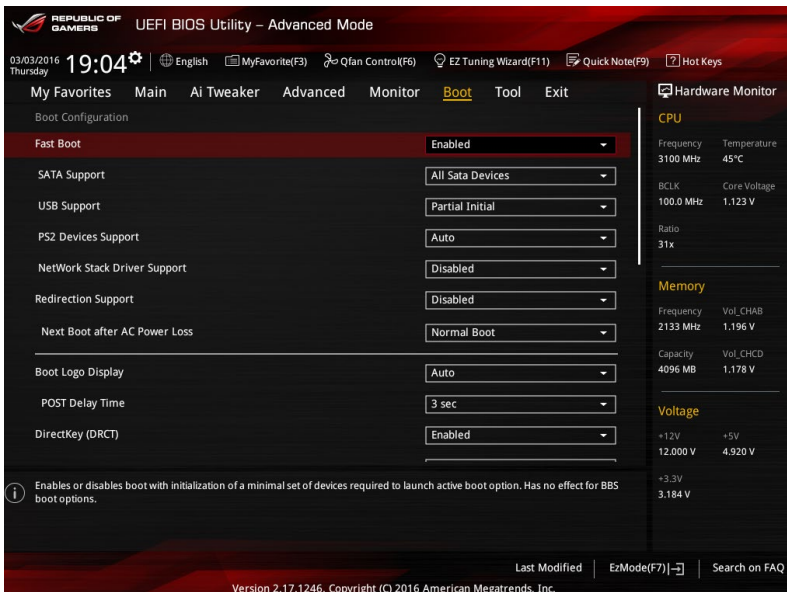 REPUBLIC OF
GAMERS
UEFI BIOS Utility – Advanced Mode
03/03/2016
Thursday
19:04
English
MyFavorite(F3)
Qfan Control(F6)
EZ Tuning Wizard(F11)
Quick Note(F9)
? Hot Keys
My Favorites Main Ai Tweaker Advanced Monitor Boot Tool Exit
Boot Configuration
Fast Boot Enabled
SATA Support All Sata Devices
USB Support Partial Initial
PS2 Devices Support Auto
NetWork Stack Driver Support Disabled
Redirection Support Disabled
Next Boot after AC Power Loss Normal Boot
Boot Logo Display Auto
POST Delay Time 3 sec
DirectKey (DRCT) Enabled
Hardware Monitor
CPU
Frequency Temperature
3100 MHz 45°C
BCLK Core Voltage
100.0 MHz 1.123 V
Ratio
31x
Memory
Frequency Vol_CHAB
2133 MHz 1.196 V
Capacity Vol_CHCD
4096 MB 1.178 V
Voltage
+12V +5V
12.000 V 4.920 V
+3.3V
3.184 V
i
Enables or disables boot with initialization of a minimal set of devices required to launch active boot option. Has no effect for BBS
boot options.
Last Modified
EzMode(F7)
Search on FAQ
Version 2.17.1246. Copyright (C) 2016 American Megatrends, Inc.